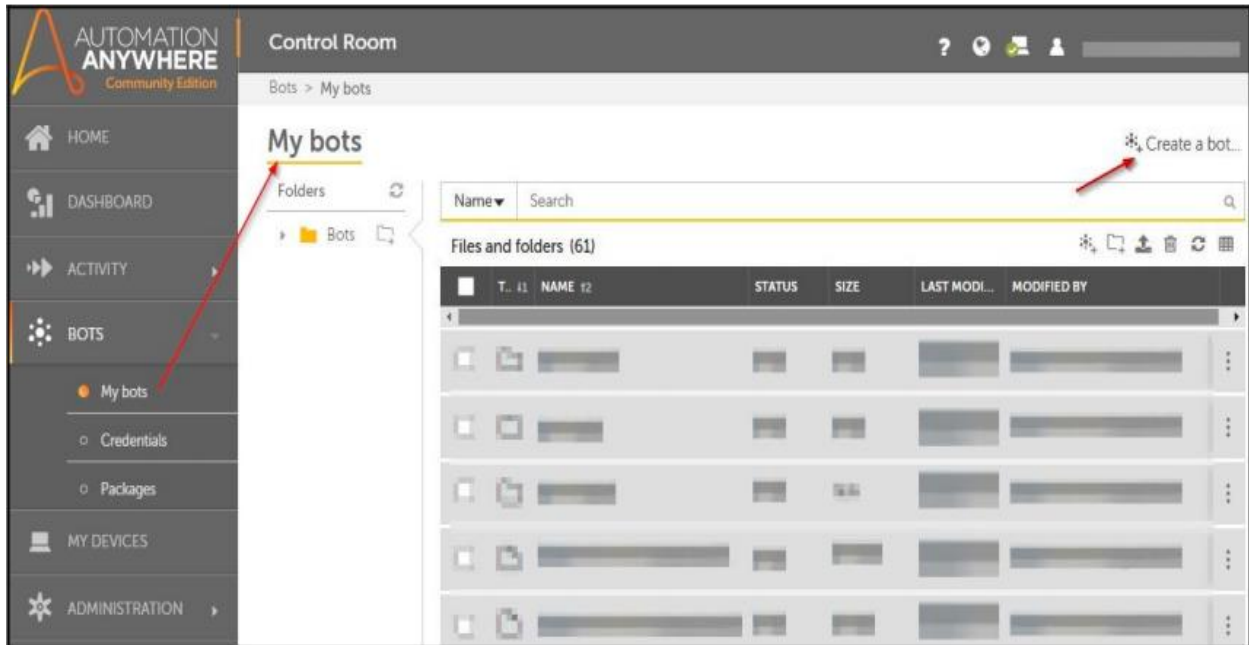 AUTOMATION
ANYWHERE
Community Edition
Control Room
?
Bots > My bots
HOME
DASHBOARD
ACTIVITY
BOTS
My bots
Credentials
Packages
MY DEVICES
ADMINISTRATION
My bots
Create a bot...
Folders
Bots
Name Search
Files and folders (61)
T.. ↓1 NAME ↑2 STATUS SIZE LAST MODI... MODIFIED BY